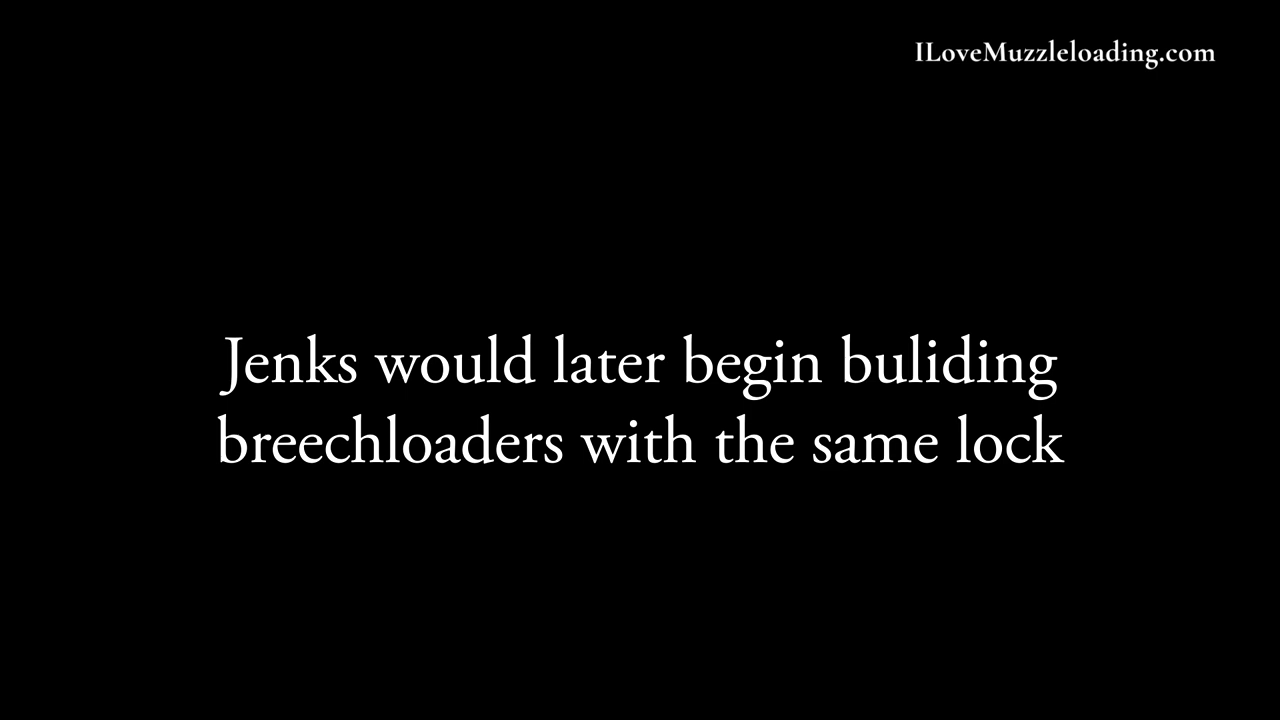 ILoveMuzzleloading.com
Jenks would later begin buliding
breechloaders with the same lock